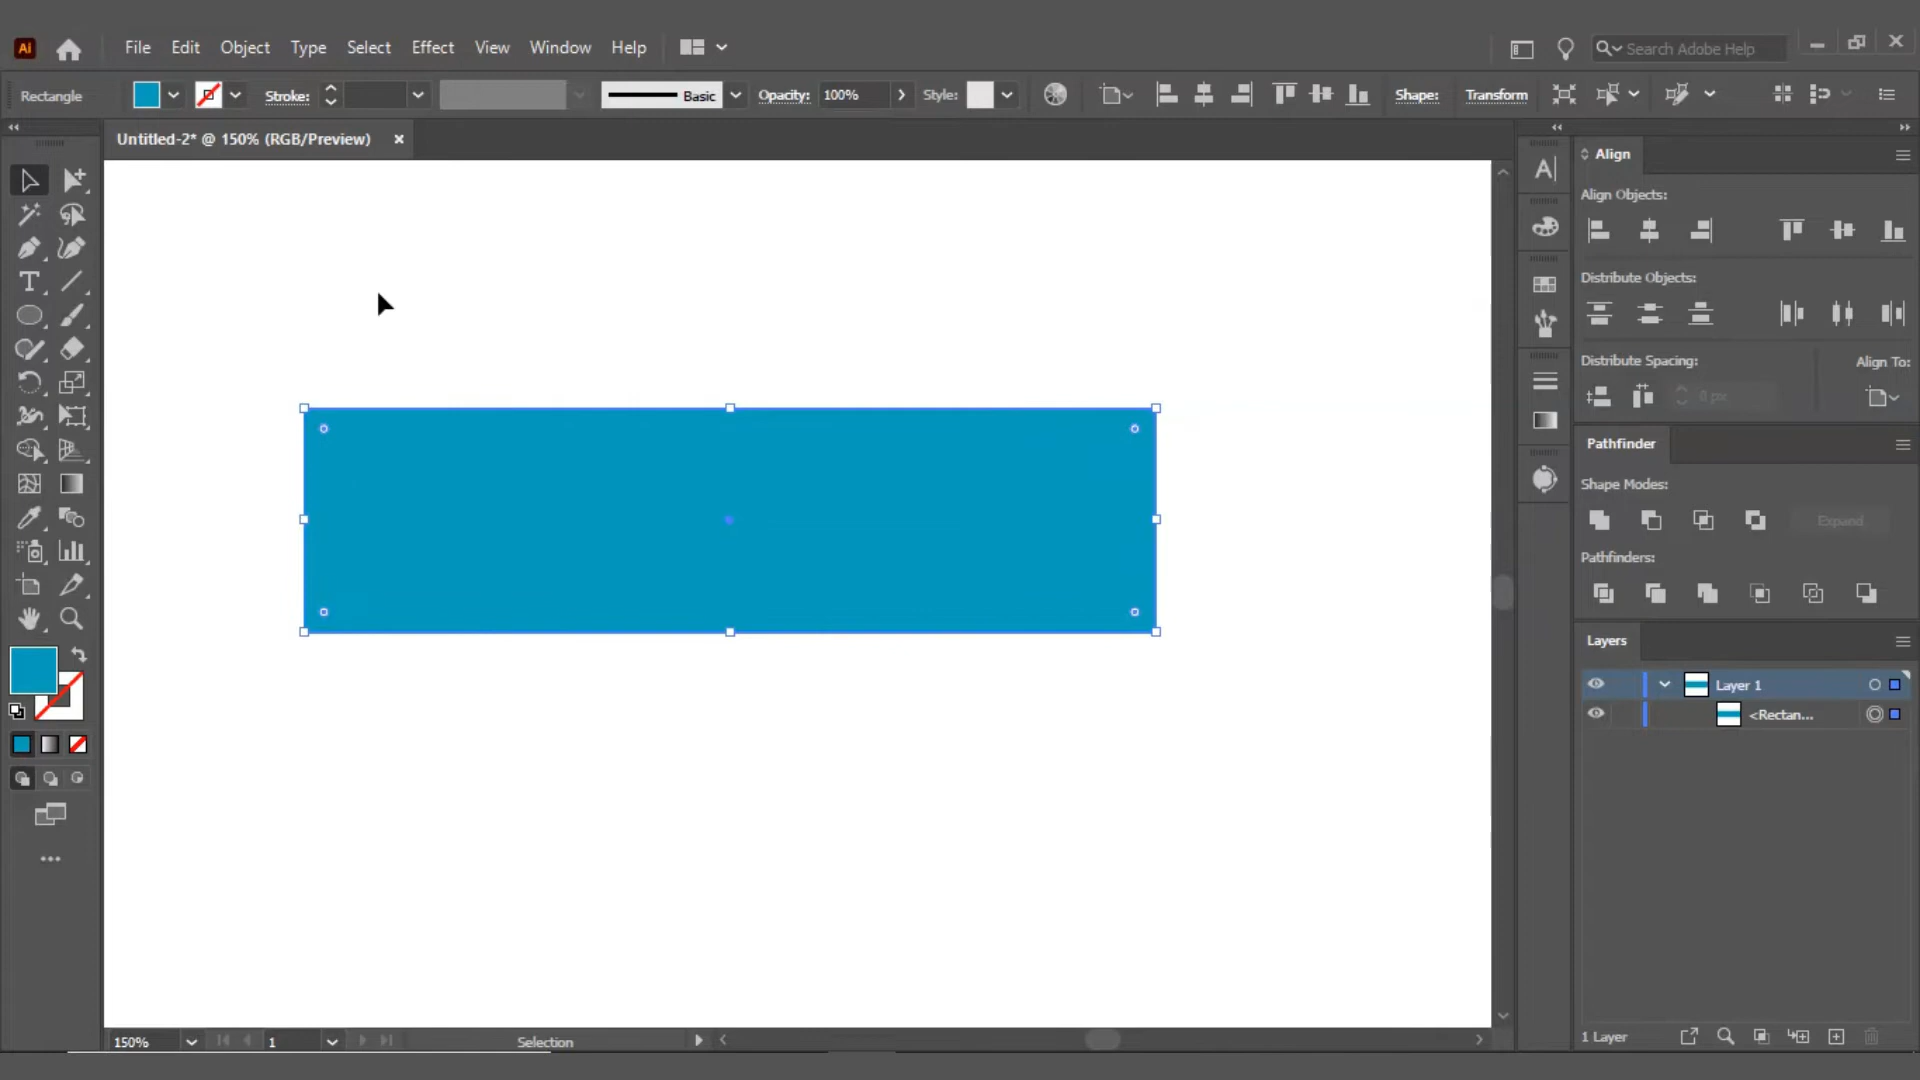 Ai File Edit Object Type Select Effect View Window Help Search Adobe Help
Rectangle Stroke: Basic Opacity: 100% Style: Shape: Transform
Untitled-2* @ 150% (RGB/Preview) ×
Align
Align Objects:
Distribute Objects:
Distribute Spacing: Align To:
0 px
Pathfinder
Shape Modes:
Expand
Pathfinders:
Layers
Layer 1
<Rectan...
150% 1 Selection
1 Layer